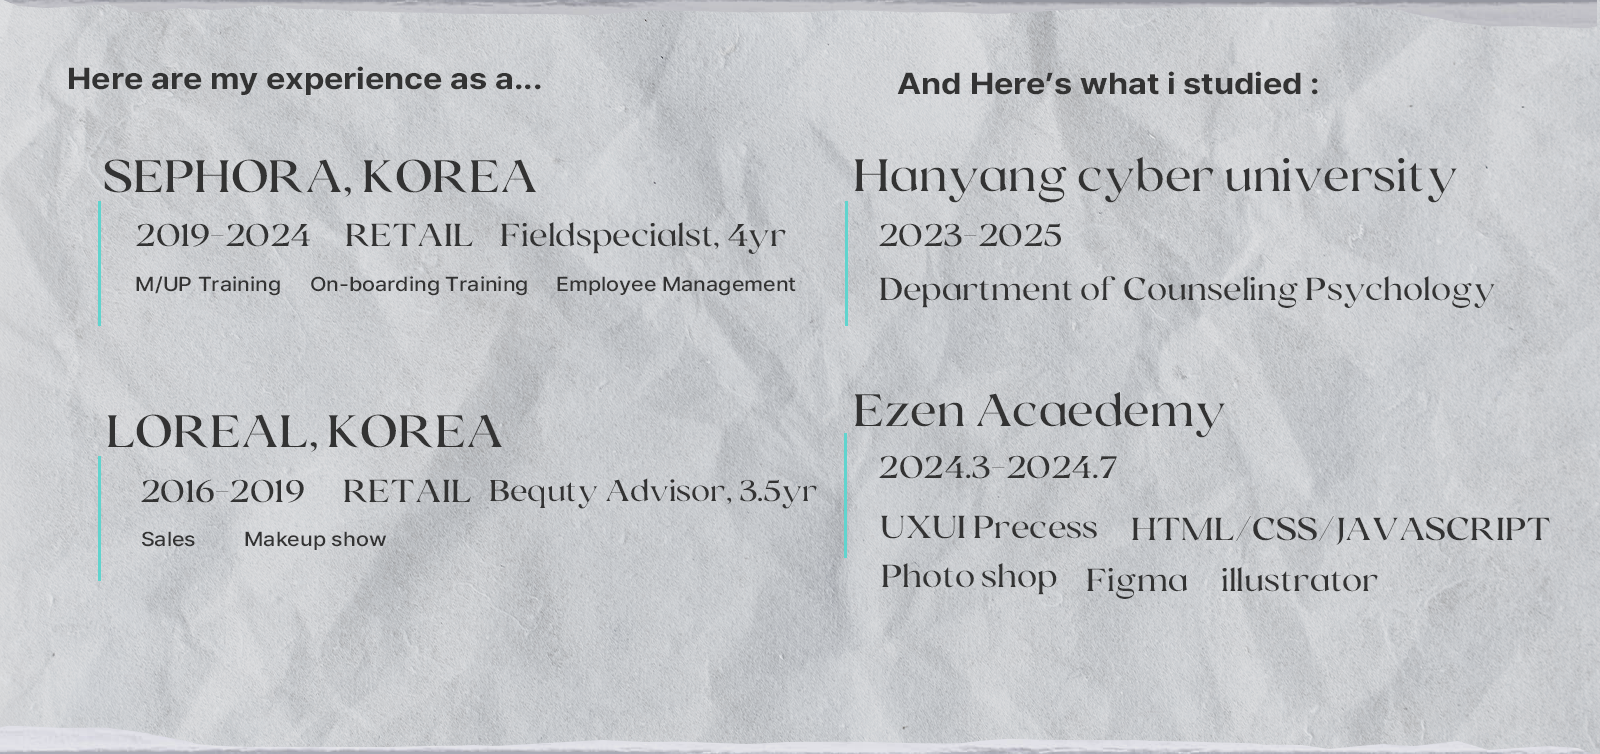 Here are my experience as a...
SEPHORA, KOREA
2019-2024 RETAIL Fieldspecialst, 4yr
M/UP Training On-boarding Training Employee Management
LOREAL, KOREA
2016-2019 RETAIL Bequty Advisor, 3.5yr
Sales Makeup show
And Here's what i studied :
Hanyang cyber university
2023-2025
Department of Counseling Psychology
Ezen Acaedemy
2024.3-2024.7
UXUI Precess HTML/CSS/JAVASCRIPT
Photo shop Figma illustrator